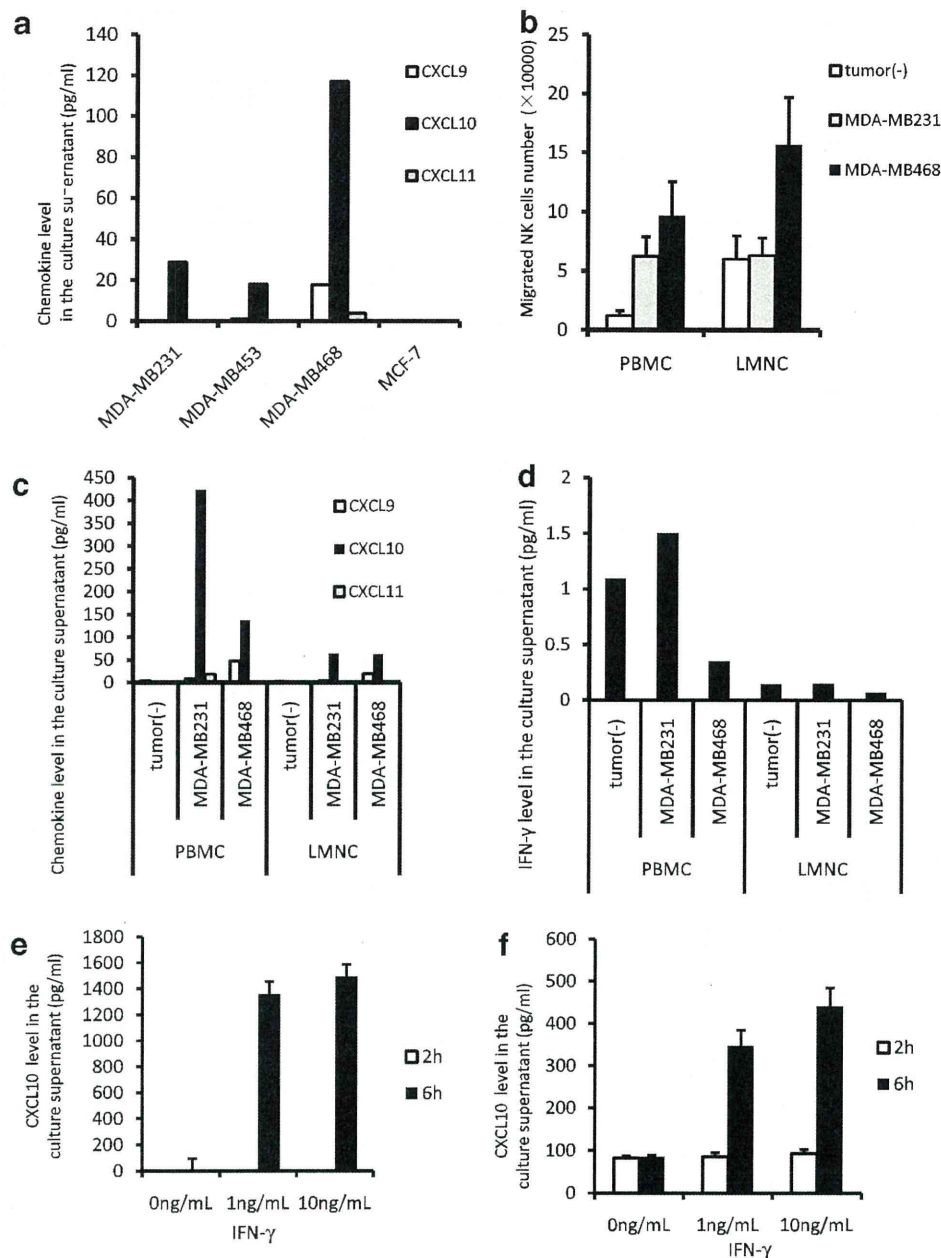 a
Chemokine level
in the culture su–ernatant (pg/ml)
140
120
100
80
60
40
20
0
MDA-MB231
MDA-MB453
MDA-MB468
MCF-7
CXCL9
CXCL10
CXCL11
b
Migrated NK cells number (×10000)
25
20
15
10
5
0
PBMC
LMNC
tumor(-)
MDA-MB231
MDA-MB468
c
Chemokine level in the culture supernatant (pg/ml)
450
400
350
300
250
200
150
100
50
0
tumor(-)
MDA-MB231
MDA-MB468
tumor(-)
MDA-MB231
MDA-MB468
PBMC
LMNC
CXCL9
CXCL10
CXCL11
d
IFN-γ level in the culture supernatant (pg/ml)
2
1.5
1
0.5
0
tumor(-)
MDA-MB231
MDA-MB468
tumor(-)
MDA-MB231
MDA-MB468
PBMC
LMNC
e
CXCL10 level in the
culture supernatant (pg/ml)
1800
1600
1400
1200
1000
800
600
400
200
0
0ng/mL 1ng/mL 10ng/mL
IFN-γ
2h
6h
f
CXCL10 level in the
culture supernatant (pg/ml)
600
500
400
300
200
100
0
0ng/mL 1ng/mL 10ng/mL
IFN-γ
2h
6h